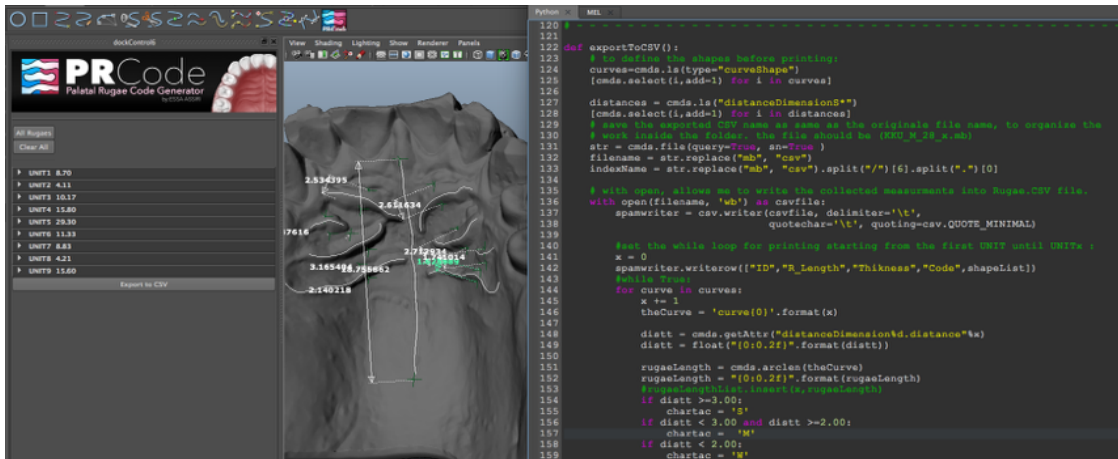 PRCode
dockControl6
PRCode
Palatal Rugae Code Generator
by ESSA ASSIRI
All Rugaes
Clear All
UNIT1 8.70
UNIT2 4.11
UNIT3 10.17
UNIT4 15.80
UNIT5 29.30
UNIT6 11.33
UNIT7 8.83
UNIT8 4.21
UNIT9 15.60
Export to CSV
View Shading Lighting Show Renderer Panels
2.534395
2.611634
37616
2.712934
3.165404
2.140218
Python MEL
120 # - - - - - - - - - - - - - - - - - - - - - - - - - - - - - - - - - - -
121
122 def exportToCSV():
123 # to define the shapes before printing:
124 curves=cmds.ls(type="curveShape")
125 [cmds.select(i,add=1) for i in curves]
126
127 distances = cmds.ls("distanceDimensionS*")
128 [cmds.select(i,add=1) for i in distances]
129 # save the exported CSV name as same as the originale file name, to organise the
130 # work inside the folder. the file should be (KKU_M_28_x.mb)
131 str = cmds.file(query=True, sn=True )
132 filename = str.replace("mb", "csv")
133 indexName = str.replace("mb", "csv").split("/")[6].split(".")[0]
134
135 # with open, allows me to write the collected measurments into Rugae.CSV file.
136 with open(filename, 'wb') as csvfile:
137 spamwriter = csv.writer(csvfile, delimiter='\t',
138 quotechar='\t', quoting=csv.QUOTE_MINIMAL)
139
140 #set the while loop for printing starting from the first UNIT until UNITx :
141 x = 0
142 spamwriter.writerow(["ID","R_Length","Thikness","Code",shapeList])
143 #while True:
144 for curve in curves:
145 x += 1
146 theCurve = 'curve{0}'.format(x)
147
148 distt = cmds.getAttr("distanceDimension%d.distance"%x)
149 distt = float("{0:0.2f}".format(distt))
150
151 rugaeLength = cmds.arclen(theCurve)
152 rugaeLength = "{0:0.2f}".format(rugaeLength)
153 #rugaeLengthList.insert(x,rugaeLength)
154 if distt >=3.00:
155 chartac = 'S'
156 if distt < 3.00 and distt >=2.00:
157 chartac = 'M'
158 if distt < 2.00:
159 chartac = 'W'